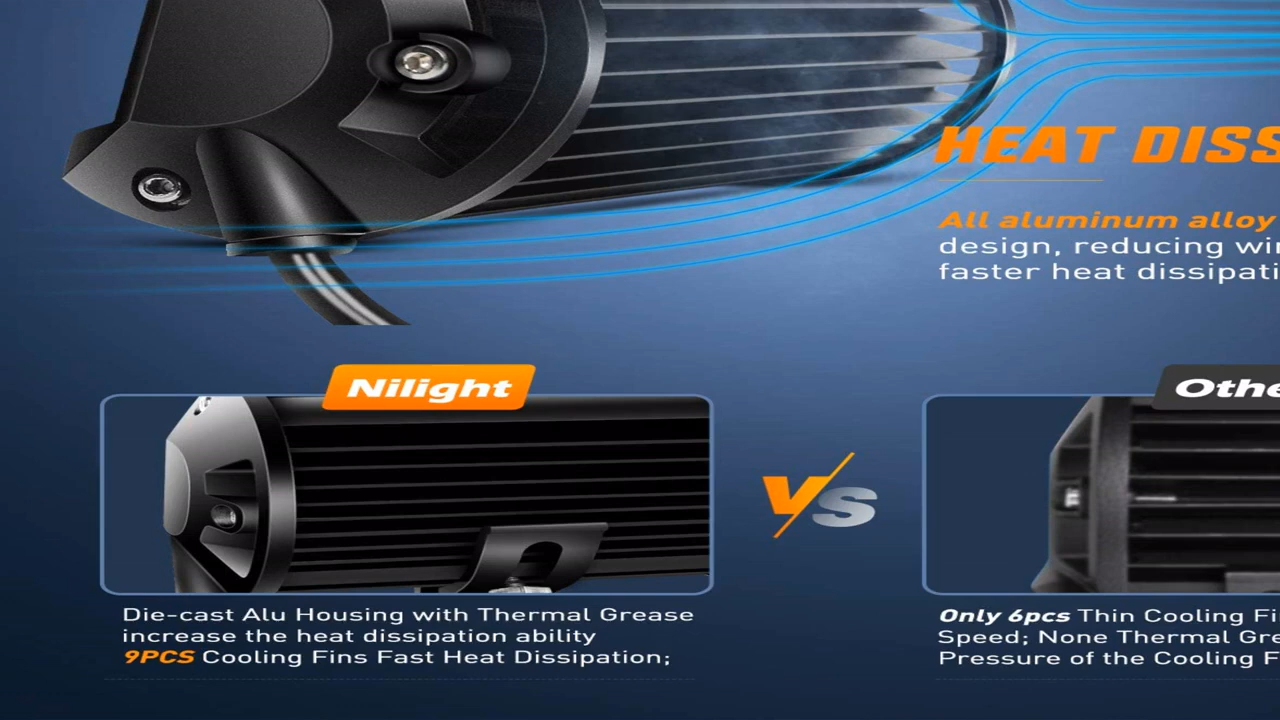 HEAT DISS
All aluminum alloy
design, reducing wi
faster heat dissipati
Nilight
Othe
VS
Die-cast Alu Housing with Thermal Grease
increase the heat dissipation ability
9PCS Cooling Fins Fast Heat Dissipation;
Only 6pcs Thin Cooling Fi
Speed; None Thermal Gre
Pressure of the Cooling F